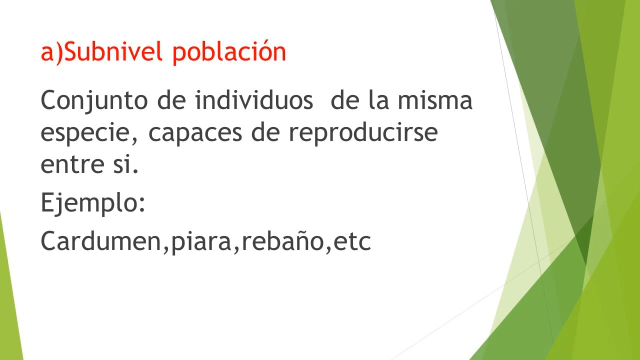 a)Subnivel población
Conjunto de individuos  de la misma
especie, capaces de reproducirse
entre si.
Ejemplo:
Cardumen,piara,rebaño,etc